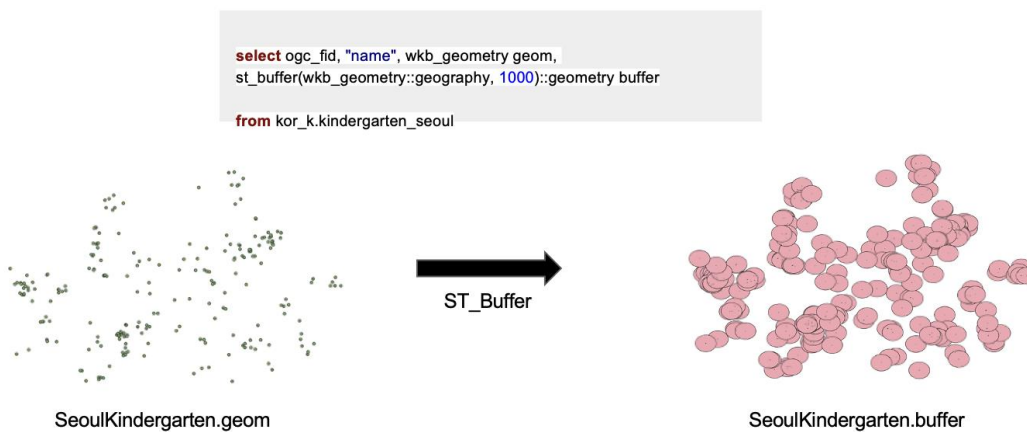 select ogc_fid, "name", wkb_geometry geom,
st_buffer(wkb_geometry::geography, 1000)::geometry buffer
from kor_k.kindergarten_seoul
ST_Buffer
SeoulKindergarten.geom
SeoulKindergarten.buffer